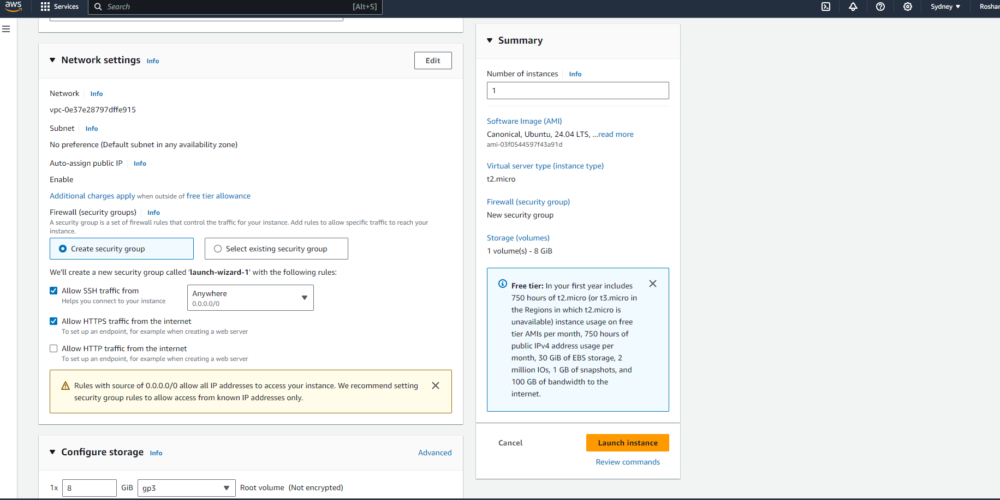 aws
Services
Search
[Alt+S]
Sydney
Roshan
Network settings Info
Edit
Network Info
vpc-0e37e28797dffe915
Subnet Info
No preference (Default subnet in any availability zone)
Auto-assign public IP Info
Enable
Additional charges apply when outside of free tier allowance
Firewall (security groups) Info
A security group is a set of firewall rules that control the traffic for your instance. Add rules to allow specific traffic to reach your
instance.
Create security group
Select existing security group
We'll create a new security group called 'launch-wizard-1' with the following rules:
Allow SSH traffic from
Helps you connect to your instance
Anywhere
0.0.0.0/0
Allow HTTPS traffic from the internet
To set up an endpoint, for example when creating a web server
Allow HTTP traffic from the internet
To set up an endpoint, for example when creating a web server
Rules with source of 0.0.0.0/0 allow all IP addresses to access your instance. We recommend setting
security group rules to allow access from known IP addresses only.
Configure storage Info
Advanced
1x 8 GiB gp3 Root volume (Not encrypted)
Summary
Number of instances Info
1
Software Image (AMI)
Canonical, Ubuntu, 24.04 LTS, ...read more
ami-03f0544597f43a91d
Virtual server type (instance type)
t2.micro
Firewall (security group)
New security group
Storage (volumes)
1 volume(s) - 8 GiB
Free tier: In your first year includes
750 hours of t2.micro (or t3.micro in
the Regions in which t2.micro is
unavailable) instance usage on free
tier AMIs per month, 750 hours of
public IPv4 address usage per
month, 30 GiB of EBS storage, 2
million IOs, 1 GB of snapshots, and
100 GB of bandwidth to the
internet.
Cancel
Launch instance
Review commands